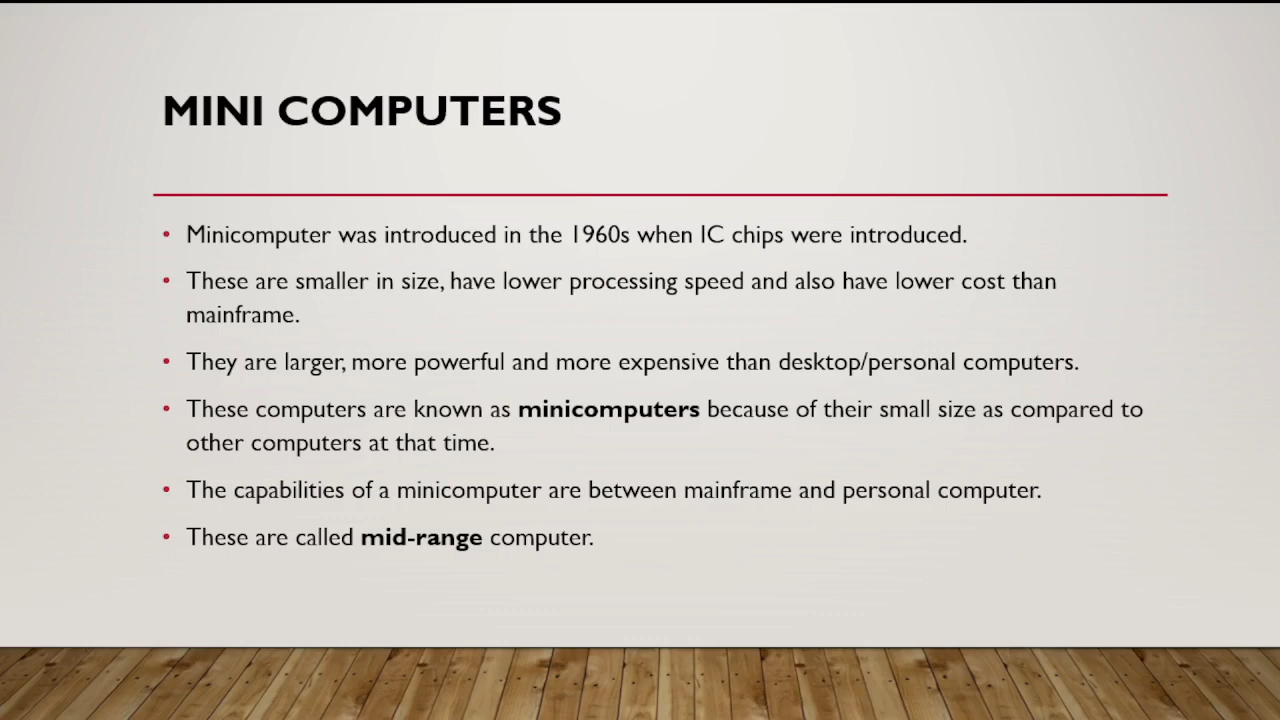 MINI COMPUTERS
• Minicomputer was introduced in the 1960s when IC chips were introduced.
• These are smaller in size, have lower processing speed and also have lower cost than
mainframe.
• They are larger, more powerful and more expensive than desktop/personal computers.
• These computers are known as minicomputers because of their small size as compared to
other computers at that time.
• The capabilities of a minicomputer are between mainframe and personal computer.
• These are called mid-range computer.